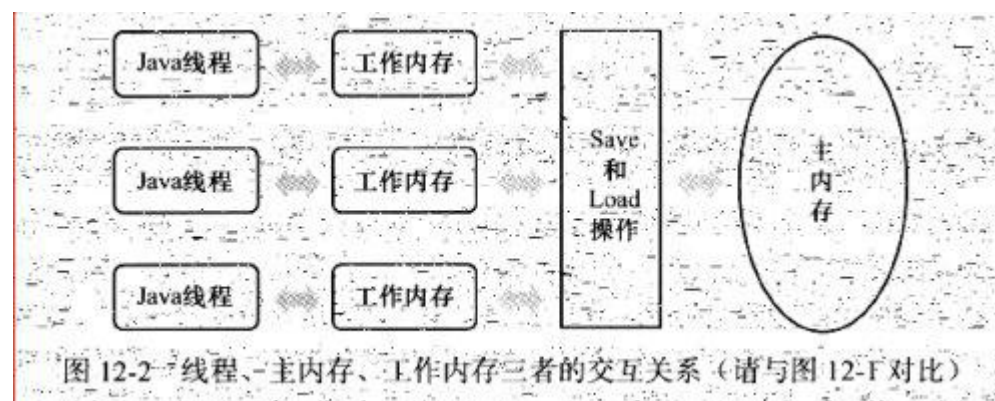 Java线程
工作内存
Java线程
工作内存
Java线程
工作内存
Save
和
Load
操作
主
内
存
图 12-2 线程、主内存、工作内存三者的交互关系（请与图 12-1 对比）